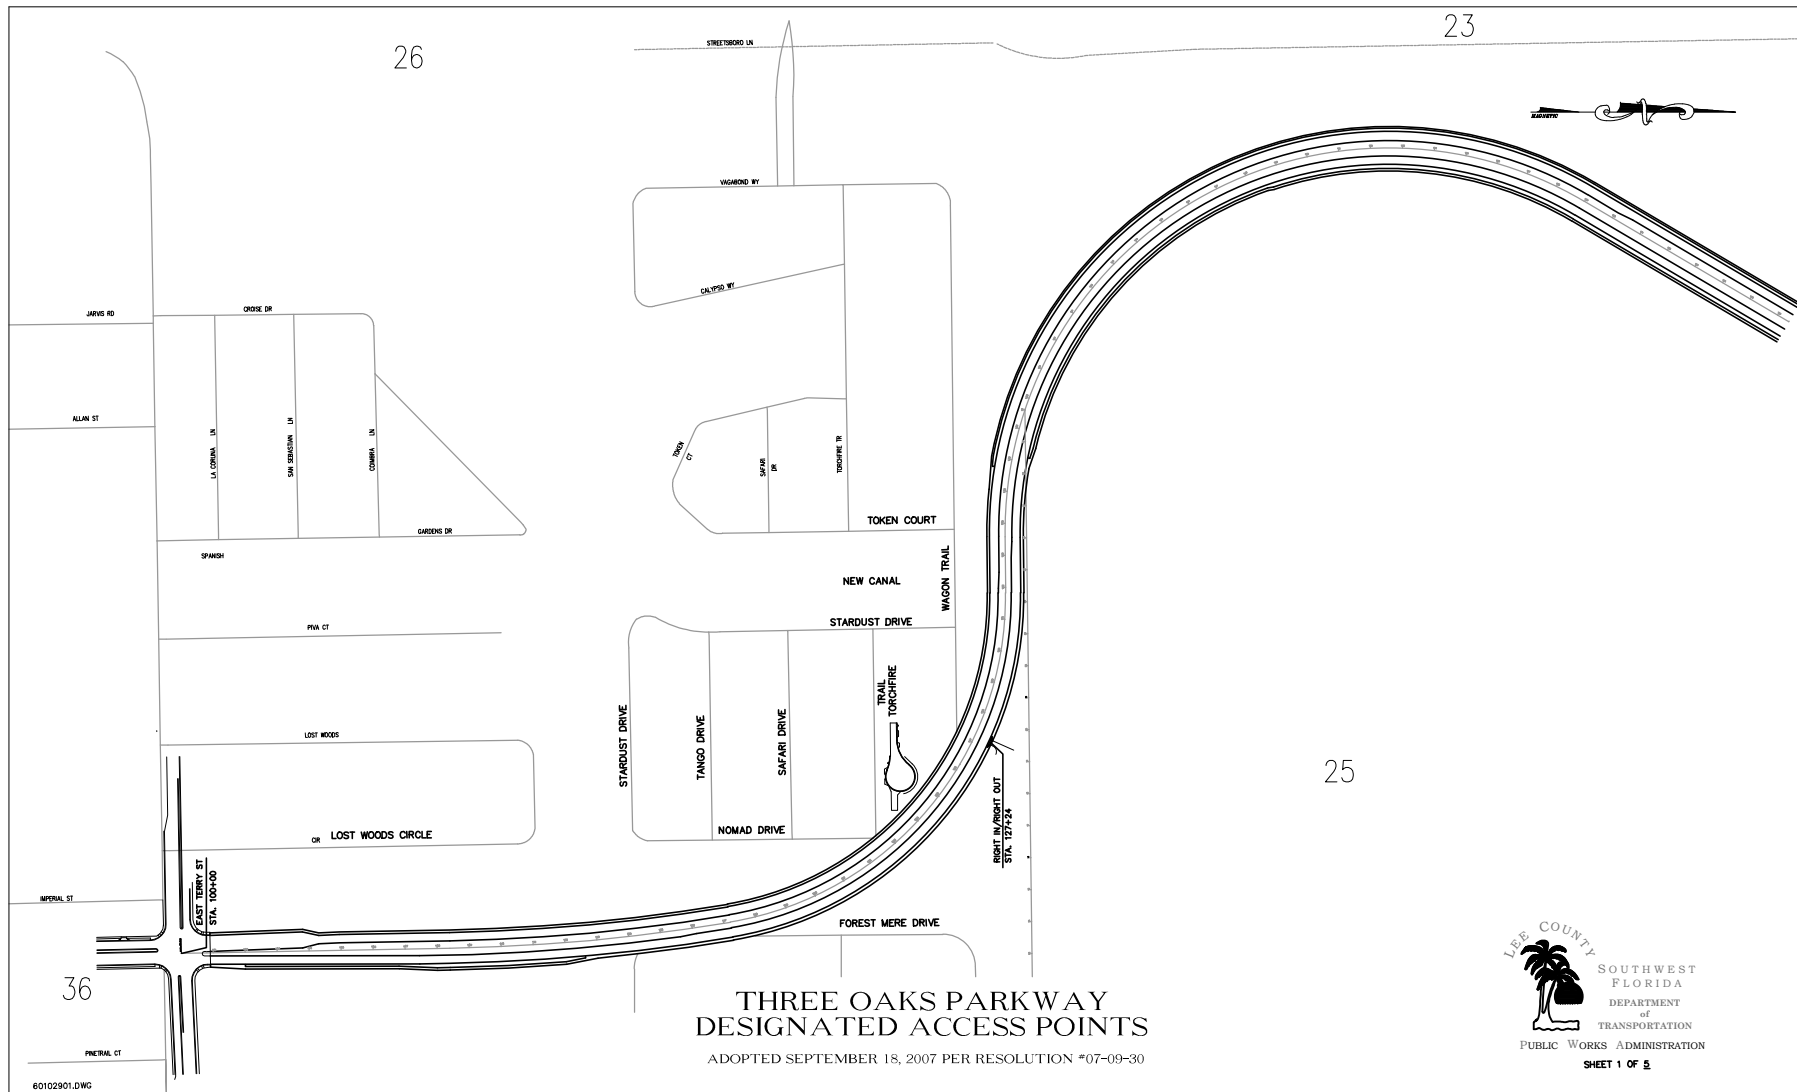 26
23
STREETSBORO LN
MAGNETIC
VAGABOND WY
CALYPSO WY
JARVIS RD
CROISE DR
ALLAN ST
LA CORUNA LN
SAN SEBASTIAN LN
COIMBRA LN
TOKEN CT
SAFARI DR
TORCHFIRE TR
GARDENS DR
SPANISH
TOKEN COURT
NEW CANAL
WAGON TRAIL
STARDUST DRIVE
PIVA CT
TRAIL
TORCHFIRE
STARDUST DRIVE
TANGO DRIVE
SAFARI DRIVE
LOST WOODS
25
RIGHT IN/RIGHT OUT
STA. 127+24
NOMAD DRIVE
CIR
LOST WOODS CIRCLE
EAST TERRY ST
STA. 100+00
IMPERIAL ST
FOREST MERE DRIVE
36
PINETRAIL CT
60102901.DWG
THREE OAKS PARKWAY
DESIGNATED ACCESS POINTS
ADOPTED SEPTEMBER 18, 2007 PER RESOLUTION #07-09-30
LEE COUNTY
SOUTHWEST
FLORIDA
DEPARTMENT
of
TRANSPORTATION
PUBLIC WORKS ADMINISTRATION
SHEET 1 OF 5